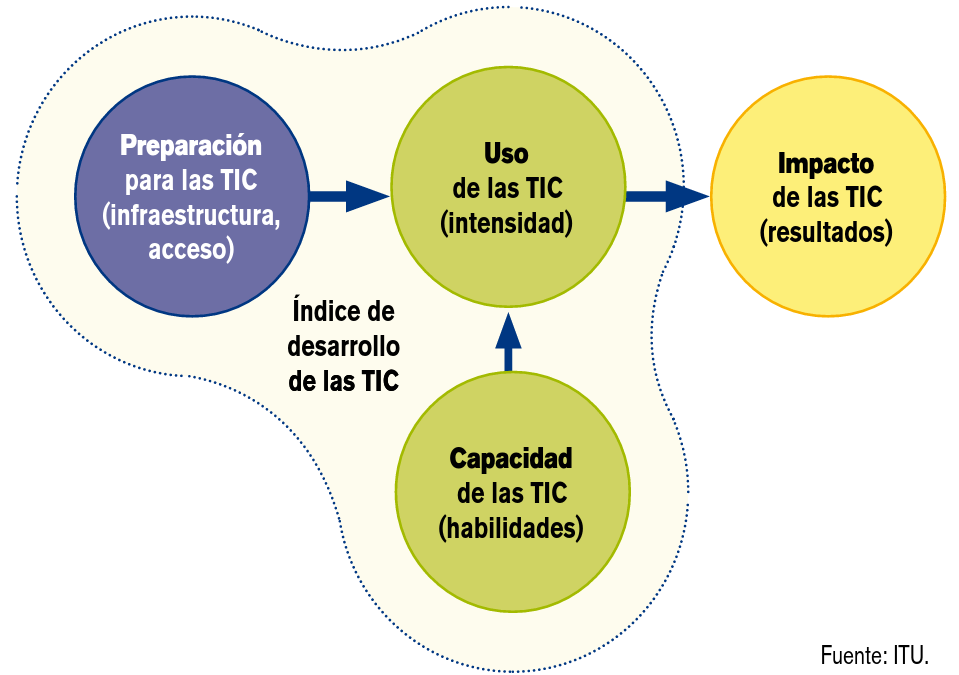 Preparación
para las TIC
(infraestructura,
acceso)
Uso
de las TIC
(intensidad)
Impacto
de las TIC
(resultados)
Índice de
desarrollo
de las TIC
Capacidad
de las TIC
(habilidades)
Fuente: ITU.